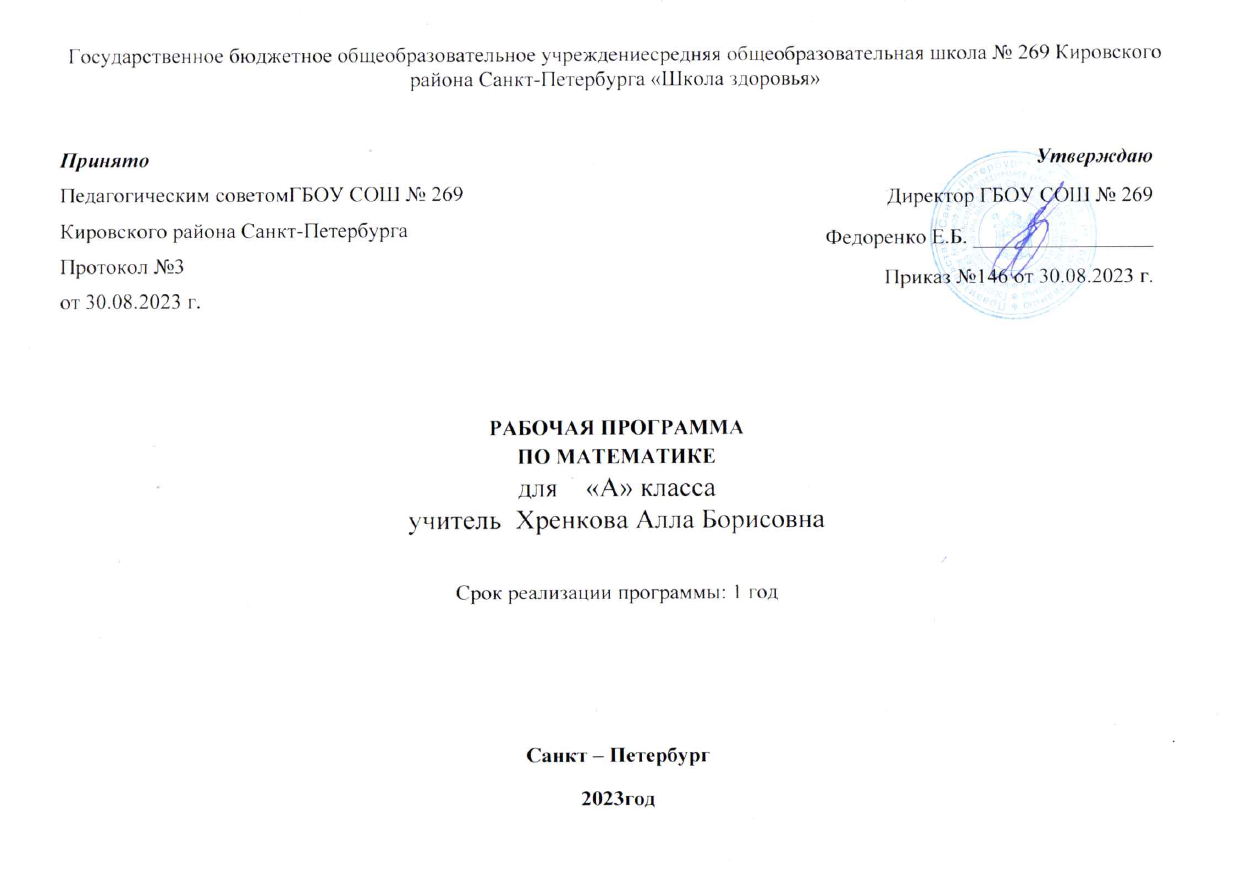 Государственное бюджетное общеобразовательное учреждениесредняя общеобразовательная школа № 269 Кировского
района Санкт-Петербурга «Школа здоровья»
Принято
Педагогическим советомГБОУ СОШ № 269
Кировского района Санкт-Петербурга
Протокол №3
от 30.08.2023 г.
Утверждаю
Директор ГБОУ СОШ № 269
Федоренко Е.Б. _________________
Приказ №146 от 30.08.2023 г.
РАБОЧАЯ ПРОГРАММА
ПО МАТЕМАТИКЕ
для «А» класса
учитель Хренкова Алла Борисовна
Срок реализации программы: 1 год
Санкт – Петербург
2023год